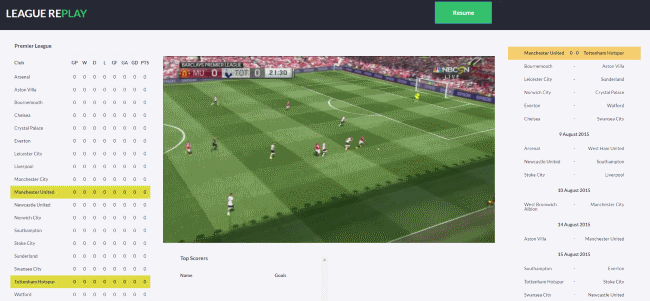 LEAGUE REPLAY
Resume
Premier League
Club GP W D L GF GA GD PTS
Arsenal 0 0 0 0 0 0 0 0
Aston Villa 0 0 0 0 0 0 0 0
Bournemouth 0 0 0 0 0 0 0 0
Chelsea 0 0 0 0 0 0 0 0
Crystal Palace 0 0 0 0 0 0 0 0
Everton 0 0 0 0 0 0 0 0
Leicester City 0 0 0 0 0 0 0 0
Liverpool 0 0 0 0 0 0 0 0
Manchester City 0 0 0 0 0 0 0 0
Manchester United 0 0 0 0 0 0 0 0
Newcastle United 0 0 0 0 0 0 0 0
Norwich City 0 0 0 0 0 0 0 0
Southampton 0 0 0 0 0 0 0 0
Stoke City 0 0 0 0 0 0 0 0
Sunderland 0 0 0 0 0 0 0 0
Swansea City 0 0 0 0 0 0 0 0
Tottenham Hotspur 0 0 0 0 0 0 0 0
Watford 0 0 0 0 0 0 0 0
BARCLAYS PREMIER LEAGUE
MU 0 TOT 0 21:30
LIVE
Top Scorers
Name Goals
Manchester United 0 0 Tottenham Hotspur
Bournemouth - Aston Villa
Leicester City - Sunderland
Norwich City - Crystal Palace
Everton - Watford
Chelsea - Swansea City
9 August 2015
Arsenal - West Ham United
Newcastle United - Southampton
Stoke City - Liverpool
10 August 2015
West Bromwich Albion - Manchester City
14 August 2015
Aston Villa - Manchester United
15 August 2015
Southampton - Everton
Tottenham Hotspur - Stoke City
Swansea City - Newcastle United